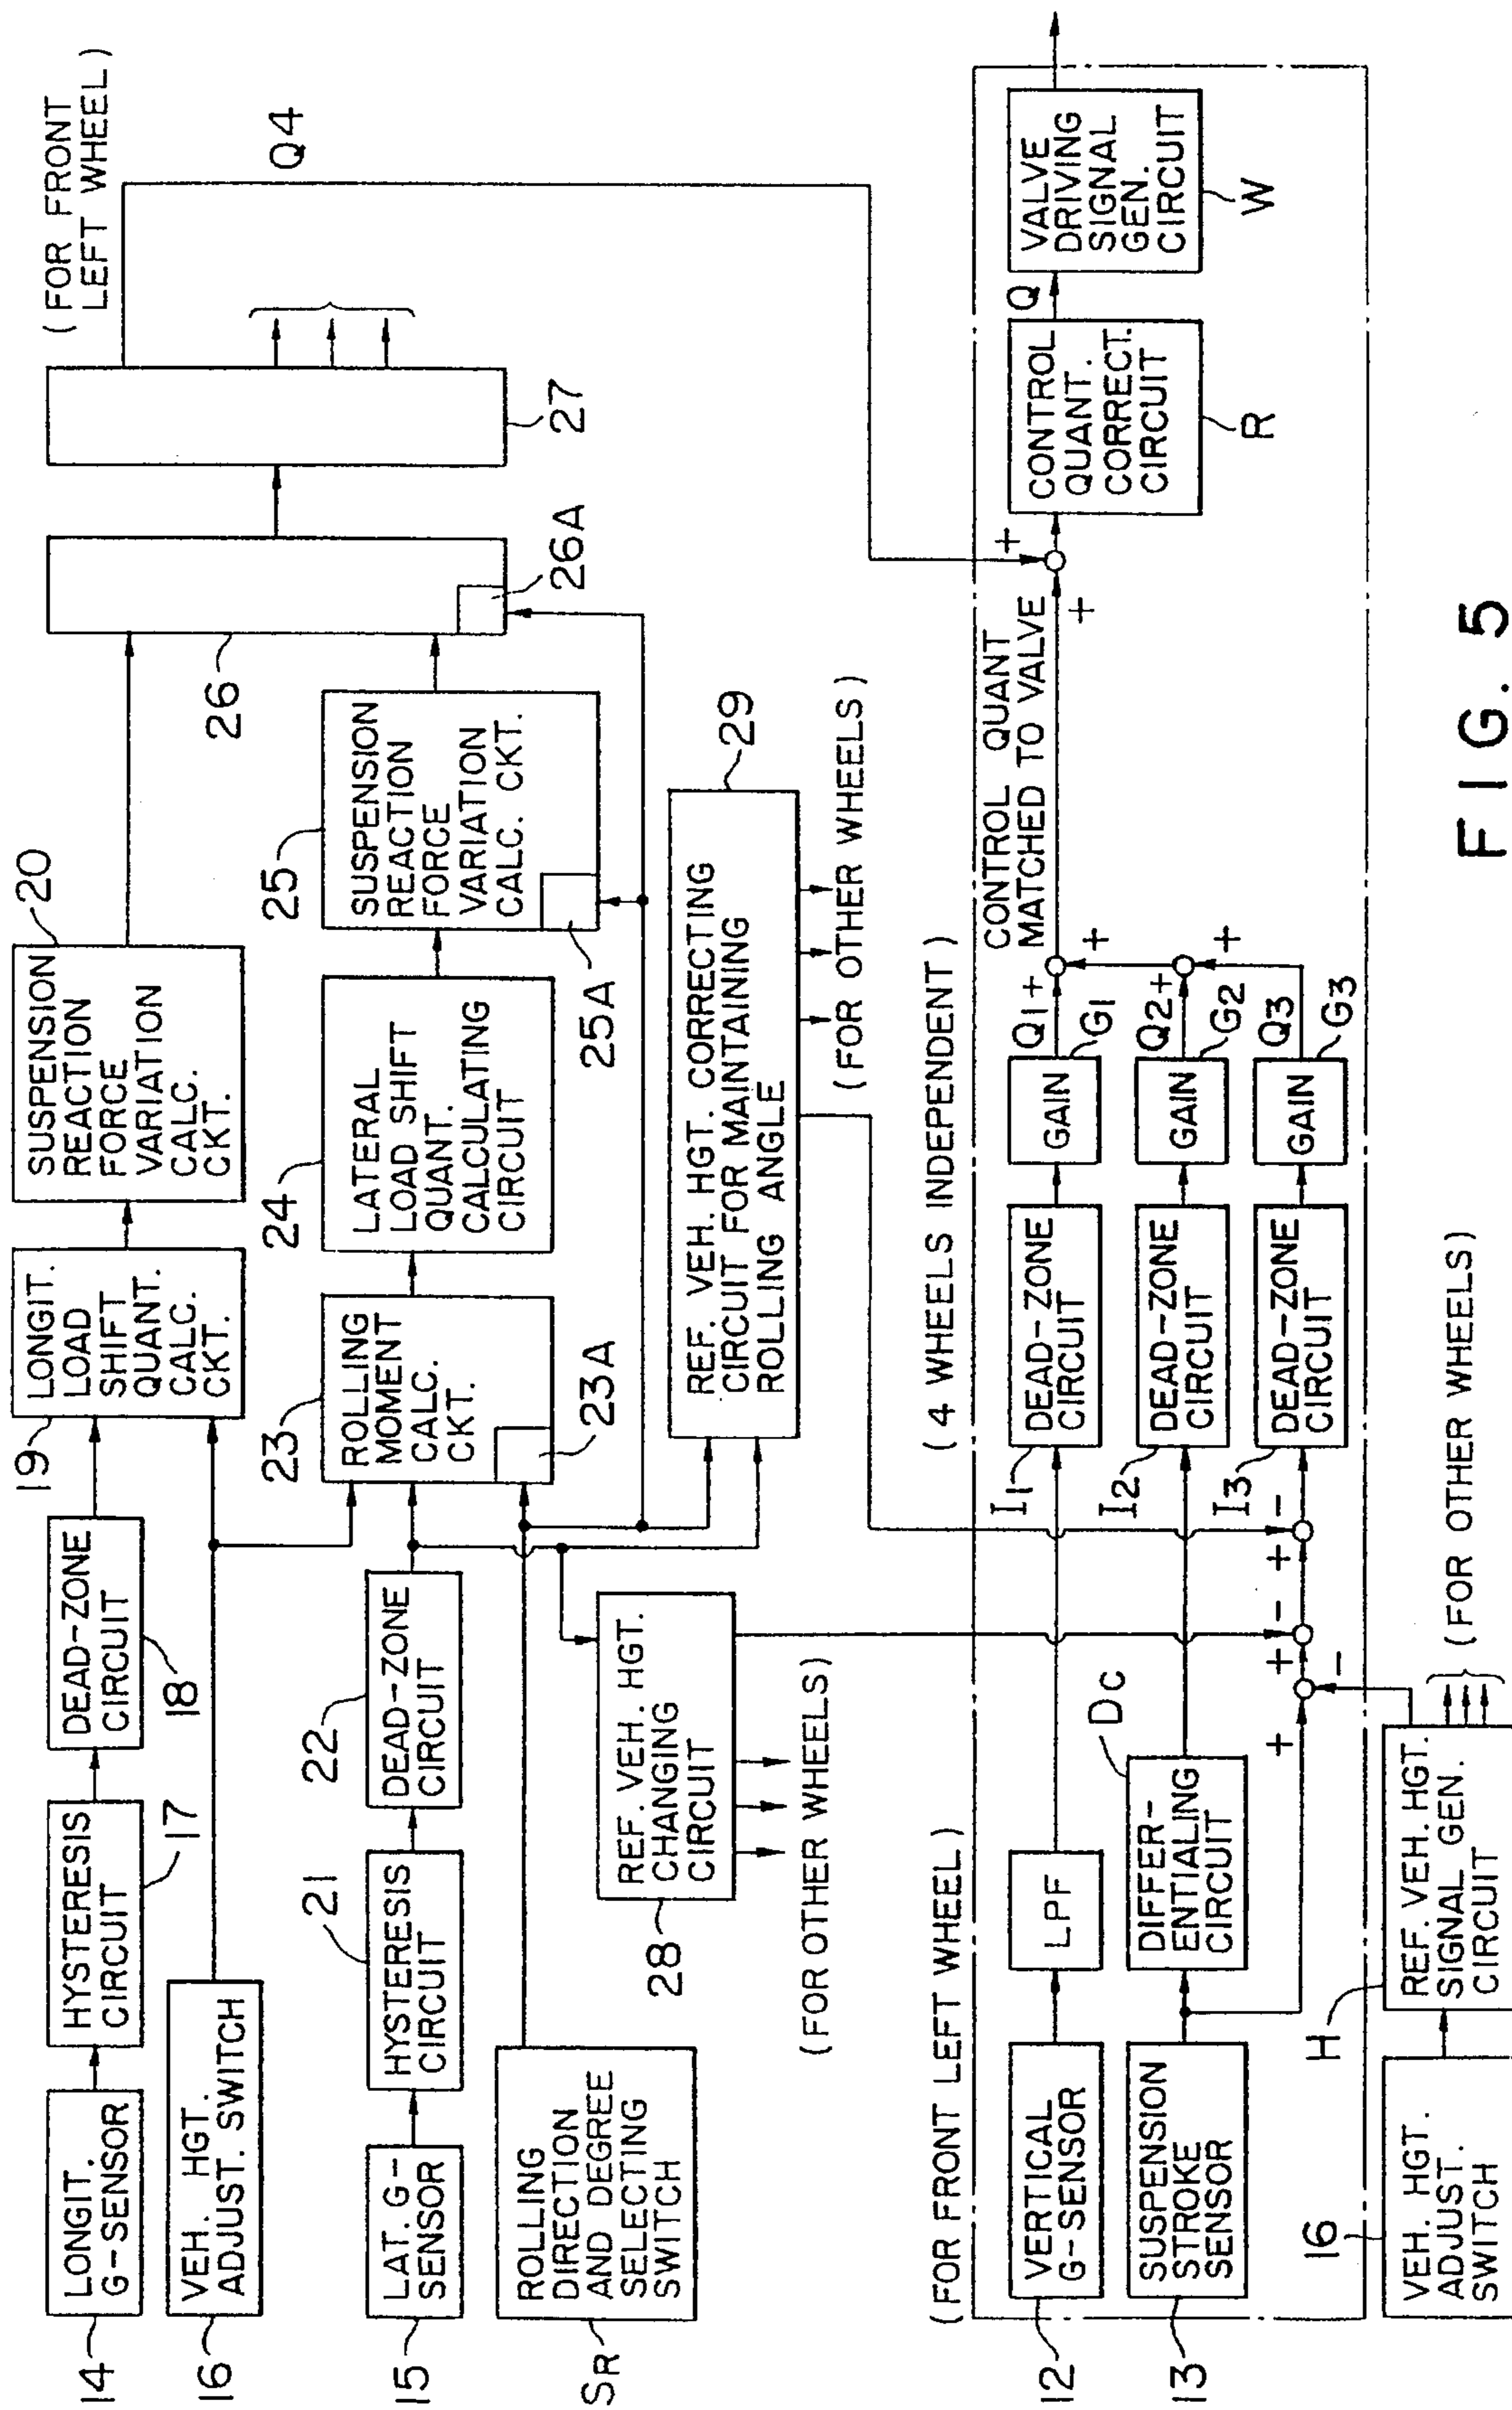 (FOR FRONT
LEFT WHEEL)
14
LONGIT.
G-SENSOR
HYSTERESIS
CIRCUIT
17
DEAD-ZONE
CIRCUIT
18
19
LONGIT.
LOAD
SHIFT
QUANT.
CALC.
CKT.
20
SUSPENSION
REACTION
FORCE
VARIATION
CALC.
CKT.
26
26A
27
Q4
16
VEH. HGT.
ADJUST. SWITCH
15
LAT. G-
SENSOR
21
HYSTERESIS
CIRCUIT
22
DEAD-ZONE
CIRCUIT
23
ROLLING
MOMENT
CALC.
CKT.
23A
24
LATERAL
LOAD SHIFT
QUANT.
CALCULATING
CIRCUIT
25
SUSPENSION
REACTION
FORCE
VARIATION
CALC. CKT.
25A
SR
ROLLING
DIRECTION
AND DEGREE
SELECTING
SWITCH
28
REF. VEH. HGT.
CHANGING
CIRCUIT
(FOR OTHER WHEELS)
29
REF. VEH. HGT. CORRECTING
CIRCUIT FOR MAINTAINING
ROLLING ANGLE
(FOR OTHER WHEELS)
(FOR FRONT LEFT WHEEL)
(4 WHEELS INDEPENDENT)
12
VERTICAL
G-SENSOR
LPF
I1
DEAD-ZONE
CIRCUIT
GAIN
G1
Q1
+
+
CONTROL QUANT
MATCHED TO VALVE
+
+
CONTROL
QUANT.
CORRECT.
CIRCUIT
R
Q
VALVE
DRIVING
SIGNAL
GEN.
CIRCUIT
W
13
SUSPENSION
STROKE
SENSOR
DIFFER-
ENTIALING
CIRCUIT
DC
I2
DEAD-ZONE
CIRCUIT
GAIN
G2
Q2
+
+
+
-
+
-
+
-
I3
DEAD-ZONE
CIRCUIT
GAIN
G3
Q3
16
VEH. HGT.
ADJUST.
SWITCH
H
REF. VEH. HGT.
SIGNAL GEN.
CIRCUIT
(FOR OTHER WHEELS)
FIG. 5